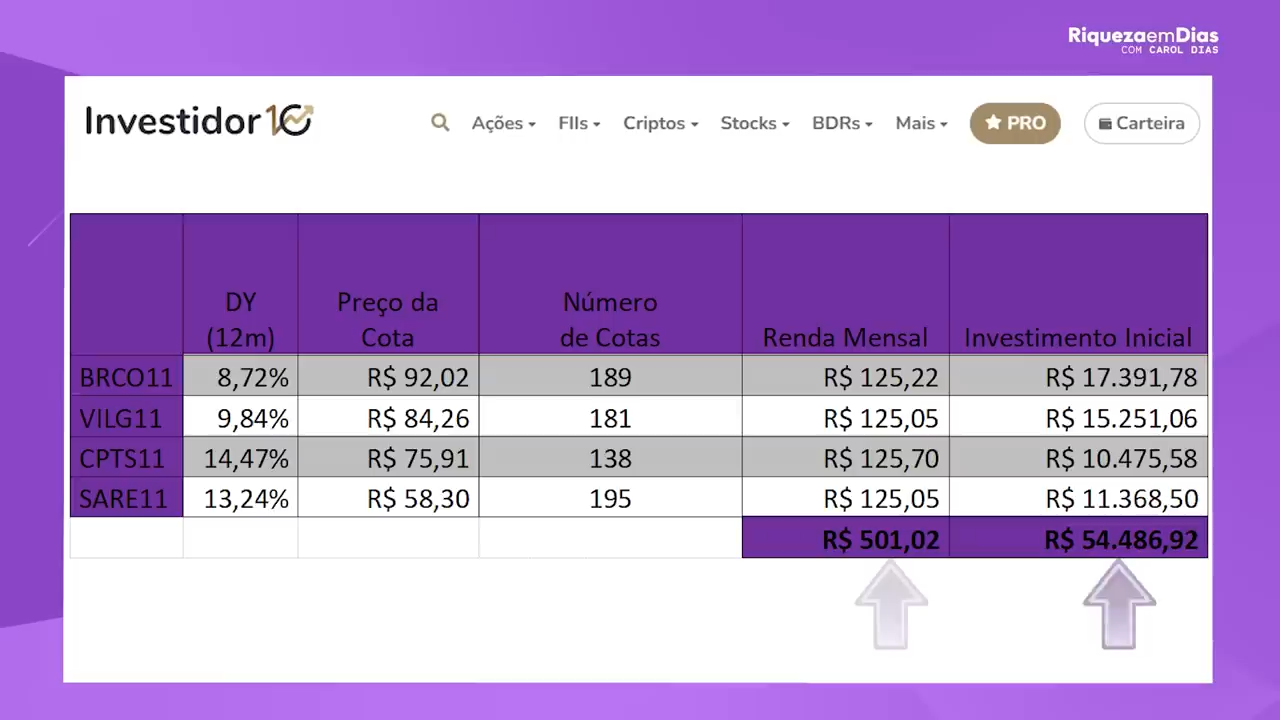 RiquezaemDias
COM CAROL DIAS
Investidor10
Ações FIIs Criptos Stocks BDRs Mais PRO Carteira
DY (12m) Preço da Cota Número de Cotas Renda Mensal Investimento Inicial
BRCO11 8,72% R$ 92,02 189 R$ 125,22 R$ 17.391,78
VILG11 9,84% R$ 84,26 181 R$ 125,05 R$ 15.251,06
CPTS11 14,47% R$ 75,91 138 R$ 125,70 R$ 10.475,58
SARE11 13,24% R$ 58,30 195 R$ 125,05 R$ 11.368,50
R$ 501,02 R$ 54.486,92